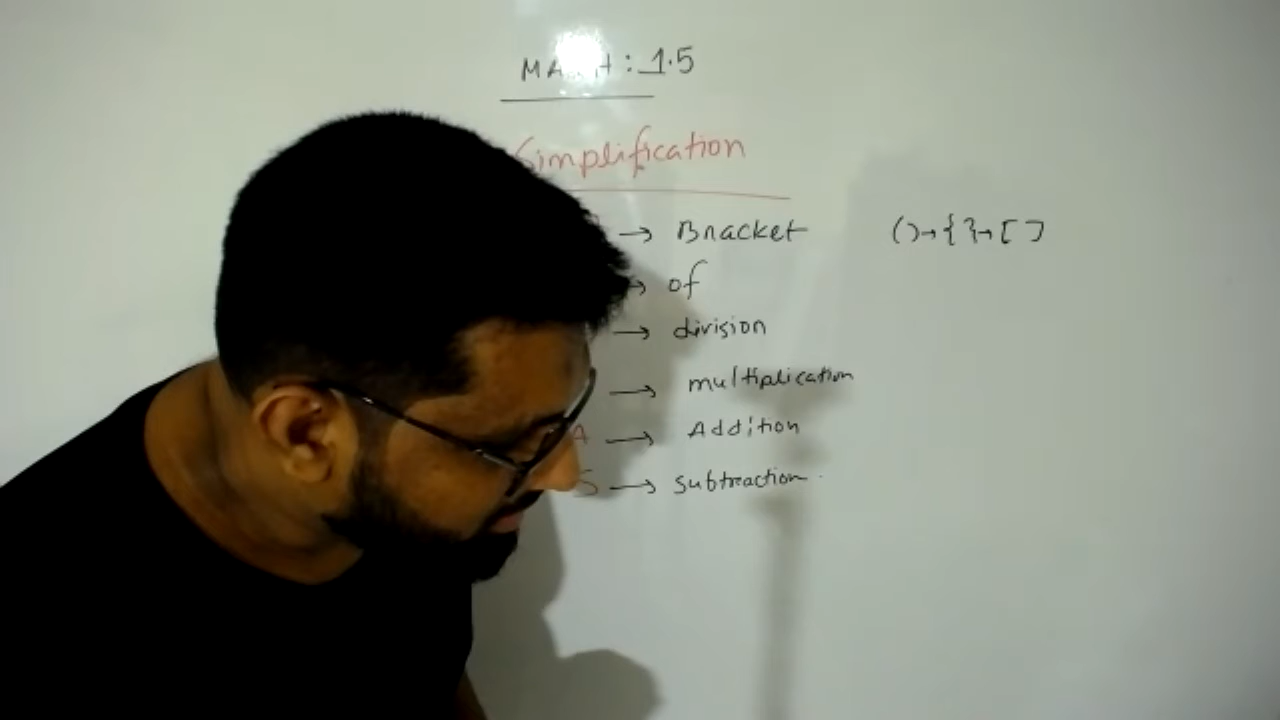 : 1.5
Simplification
→ Bracket () → { } → [ ]
→ of
→ division
→ multiplication
A → Addition
S → subtraction.